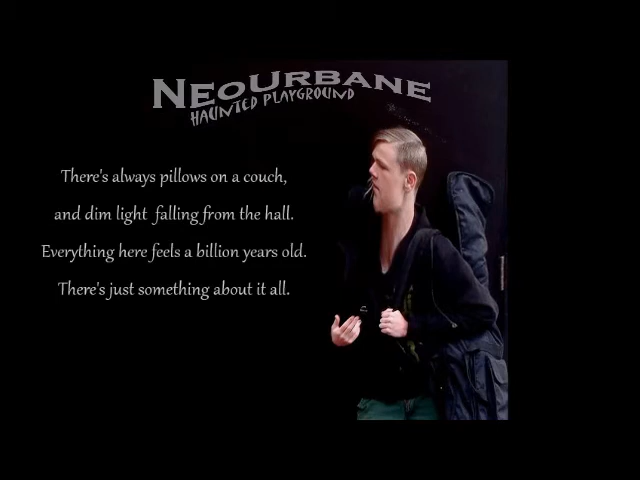 NEOURBANE
HAUNTED PLAYGROUND
There's always pillows on a couch,
and dim light falling from the hall.
Everything here feels a billion years old.
There's just something about it all.